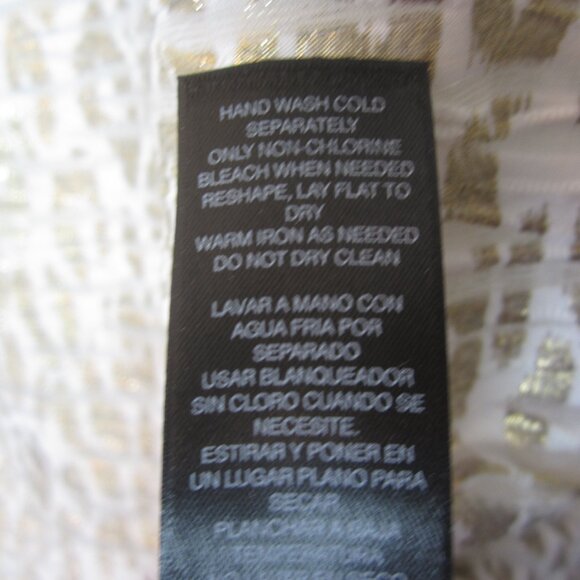 HAND WASH COLD
SEPARATELY
ONLY NON-CHLORINE
BLEACH WHEN NEEDED
RESHAPE, LAY FLAT TO
DRY
WARM IRON AS NEEDED
DO NOT DRY CLEAN
LAVAR A MANO CON
AGUA FRIA POR
SEPARADO
USAR BLANQUEADOR
SIN CLORO CUANDO SE
NECESITE.
ESTIRAR Y PONER EN
UN LUGAR PLANO PARA
SECAR
PLANCHAR A BAJA